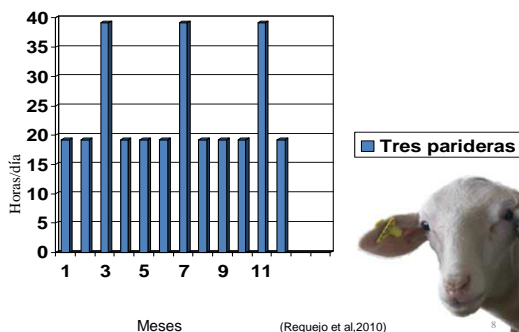 40
35
30
25
20
15
10
5
0
Horas/día
1 3 5 7 9 11
Tres parideras
Meses
(Requejo et al,2010)
8